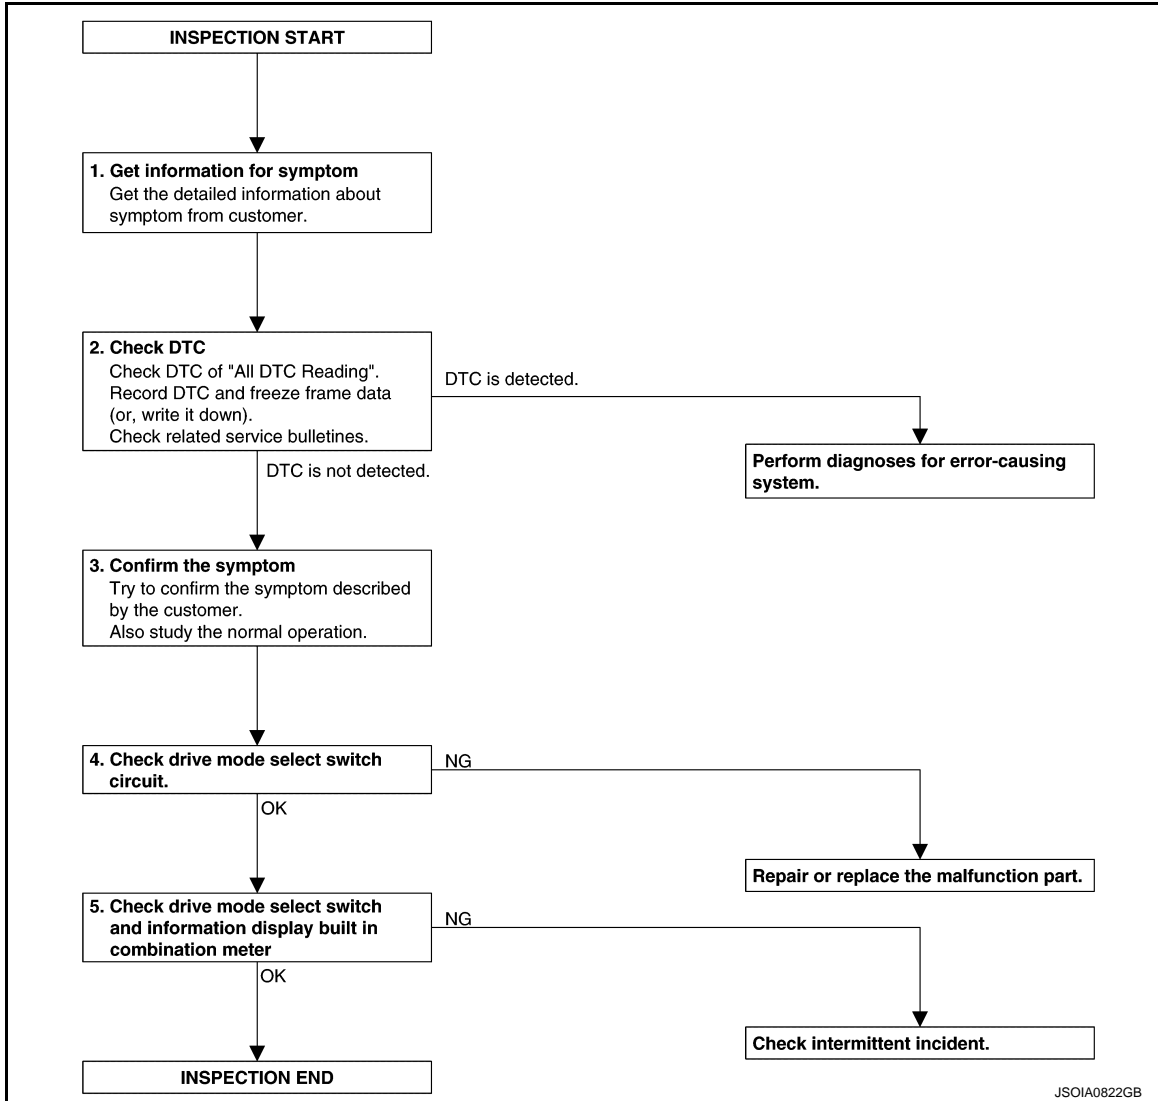 INSPECTION START
1. Get information for symptom
Get the detailed information about
symptom from customer.
2. Check DTC
Check DTC of "All DTC Reading".
Record DTC and freeze frame data
(or, write it down).
Check related service bulletines.
DTC is detected.
Perform diagnoses for error-causing
system.
DTC is not detected.
3. Confirm the symptom
Try to confirm the symptom described
by the customer.
Also study the normal operation.
4. Check drive mode select switch
circuit.
NG
OK
Repair or replace the malfunction part.
5. Check drive mode select switch
and information display built in
combination meter
NG
OK
Check intermittent incident.
INSPECTION END
JSOIA0822GB